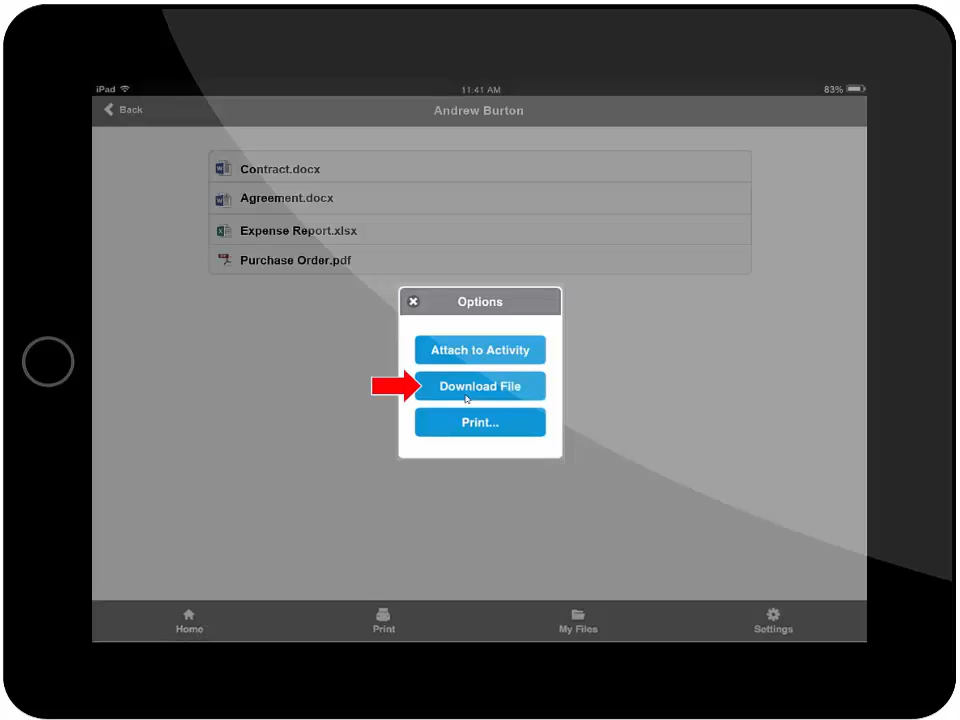 iPad 11:41 AM 83%
Back Andrew Burton
Contract.docx
Agreement.docx
Expense Report.xlsx
Purchase Order.pdf
Options
Attach to Activity
Download File
Print...
Home Print My Files Settings